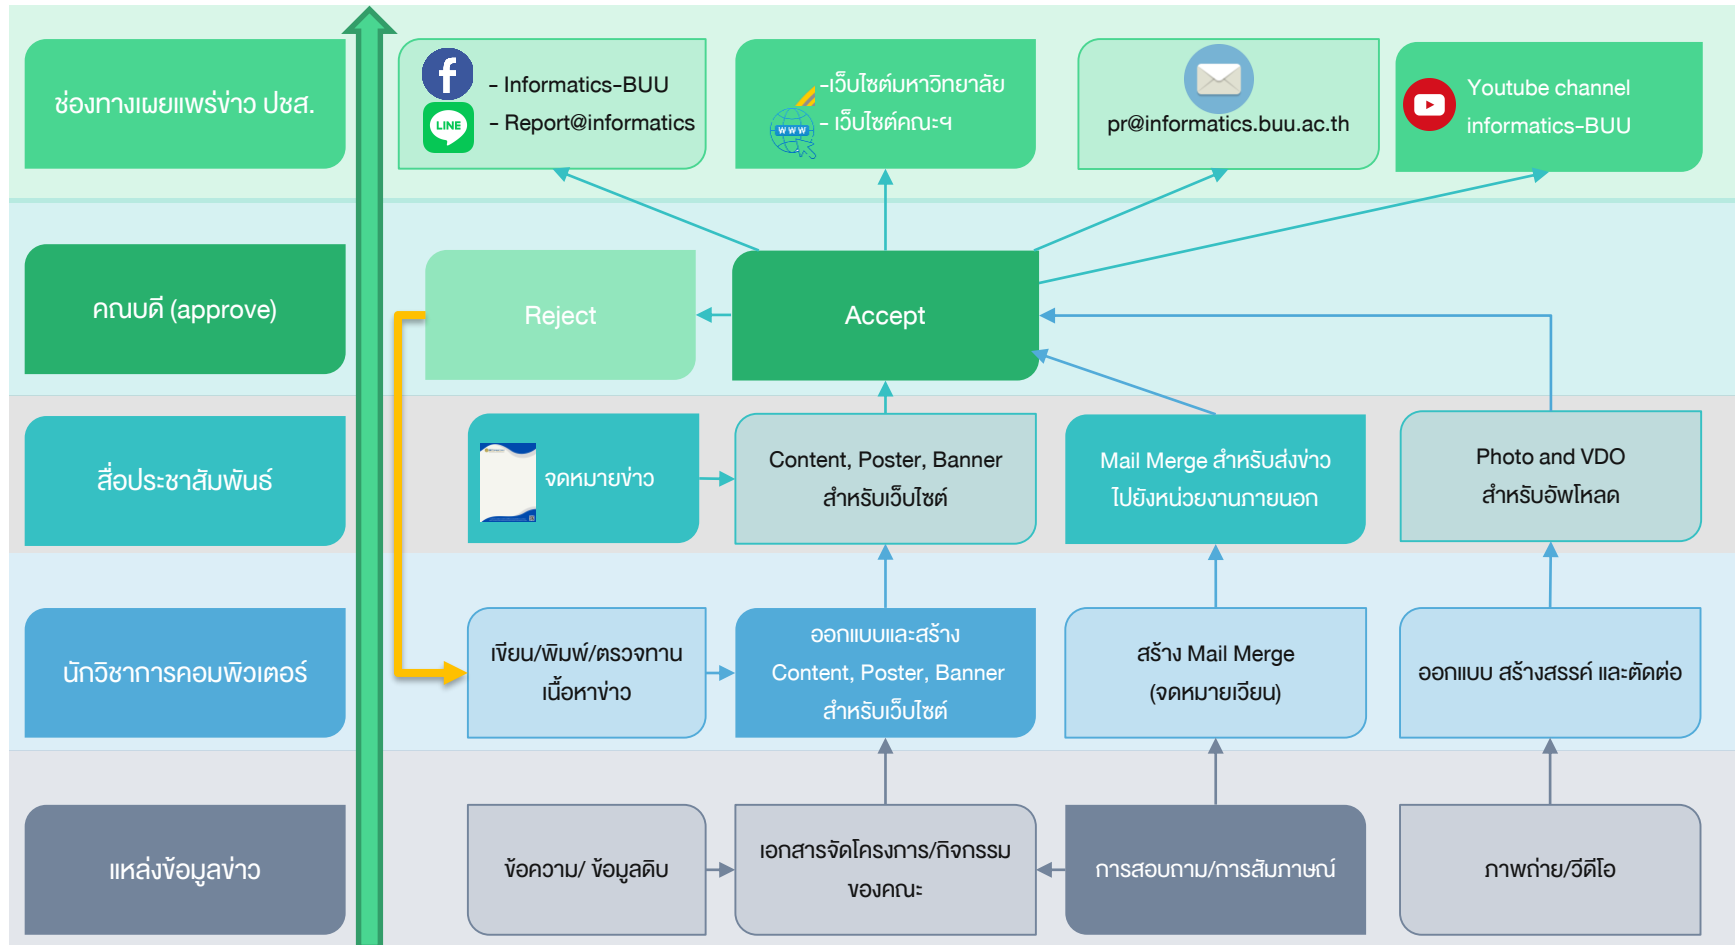 ช่องทางเผยแพร่ข่าว ปชส.
- Informatics-BUU
LINE
- Report@informatics
-เว็บไซต์มหาวิทยาลัย
WWW
- เว็บไซต์คณะฯ
pr@informatics.buu.ac.th
Youtube channel
informatics-BUU
คณบดี (approve)
Reject
Accept
สื่อประชาสัมพันธ์
จดหมายข่าว
Content, Poster, Banner
สำหรับเว็บไซต์
Mail Merge สำหรับส่งข่าว
ไปยังหน่วยงานภายนอก
Photo and VDO
สำหรับอัพโหลด
นักวิชาการคอมพิวเตอร์
เขียน/พิมพ์/ตรวจทาน
เนื้อหาข่าว
ออกแบบและสร้าง
Content, Poster, Banner
สำหรับเว็บไซต์
สร้าง Mail Merge
(จดหมายเวียน)
ออกแบบ สร้างสรรค์ และตัดต่อ
แหล่งข้อมูลข่าว
ข้อความ/ ข้อมูลดิบ
เอกสารจัดโครงการ/กิจกรรม
ของคณะ
การสอบถาม/การสัมภาษณ์
ภาพถ่าย/วีดีโอ